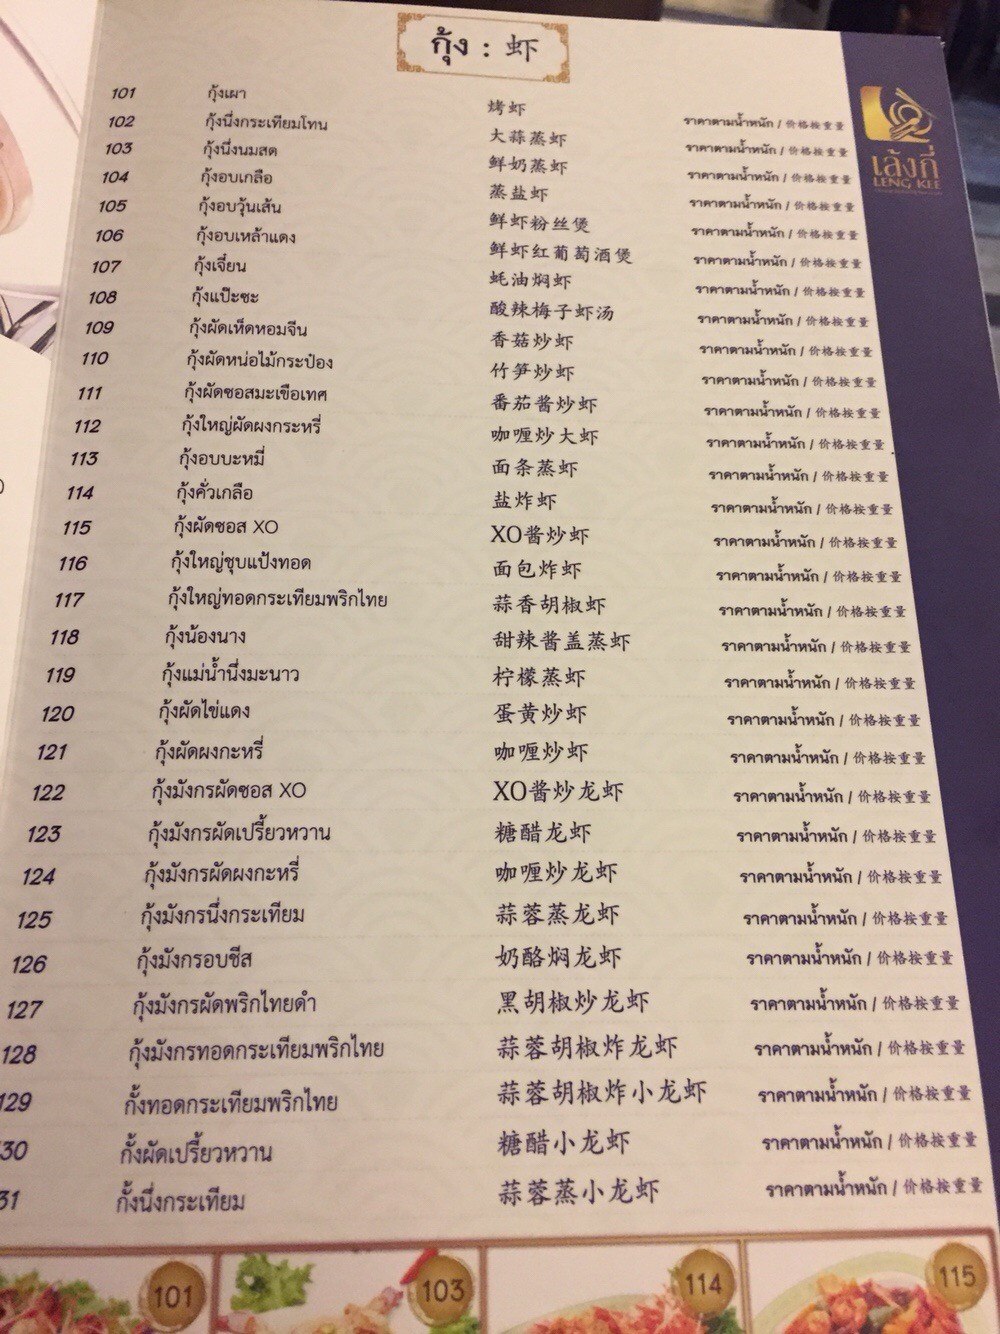 กุ้ง : 虾
เล้งกี่
LENG KEE
101 กุ้งเผา 烤虾 ราคาตามน้ำหนัก / 价格按重量
102 กุ้งนึ่งกระเทียมโทน 大蒜蒸虾 ราคาตามน้ำหนัก / 价格按重量
103 กุ้งนึ่งนมสด 鲜奶蒸虾 ราคาตามน้ำหนัก / 价格按重量
104 กุ้งอบเกลือ 蒸盐虾 ราคาตามน้ำหนัก / 价格按重量
105 กุ้งอบวุ้นเส้น 鲜虾粉丝煲 ราคาตามน้ำหนัก / 价格按重量
106 กุ้งอบเหล้าแดง 鲜虾红葡萄酒煲 ราคาตามน้ำหนัก / 价格按重量
107 กุ้งเจี๋ยน 蚝油焖虾 ราคาตามน้ำหนัก / 价格按重量
108 กุ้งแป๊ะซะ 酸辣梅子虾汤 ราคาตามน้ำหนัก / 价格按重量
109 กุ้งผัดเห็ดหอมจีน 香菇炒虾 ราคาตามน้ำหนัก / 价格按重量
110 กุ้งผัดหน่อไม้กระป๋อง 竹笋炒虾 ราคาตามน้ำหนัก / 价格按重量
111 กุ้งผัดซอสมะเขือเทศ 番茄酱炒虾 ราคาตามน้ำหนัก / 价格按重量
112 กุ้งใหญ่ผัดผงกระหรี่ 咖喱炒大虾 ราคาตามน้ำหนัก / 价格按重量
113 กุ้งอบบะหมี่ 面条蒸虾 ราคาตามน้ำหนัก / 价格按重量
114 กุ้งคั่วเกลือ 盐炸虾 ราคาตามน้ำหนัก / 价格按重量
115 กุ้งผัดซอส XO XO酱炒虾 ราคาตามน้ำหนัก / 价格按重量
116 กุ้งใหญ่ชุบแป้งทอด 面包炸虾 ราคาตามน้ำหนัก / 价格按重量
117 กุ้งใหญ่ทอดกระเทียมพริกไทย 蒜香胡椒虾 ราคาตามน้ำหนัก / 价格按重量
118 กุ้งน้องนาง 甜辣酱盖蒸虾 ราคาตามน้ำหนัก / 价格按重量
119 กุ้งแม่น้ำนึ่งมะนาว 柠檬蒸虾 ราคาตามน้ำหนัก / 价格按重量
120 กุ้งผัดไข่แดง 蛋黄炒虾 ราคาตามน้ำหนัก / 价格按重量
121 กุ้งผัดผงกะหรี่ 咖喱炒虾 ราคาตามน้ำหนัก / 价格按重量
122 กุ้งมังกรผัดซอส XO XO酱炒龙虾 ราคาตามน้ำหนัก / 价格按重量
123 กุ้งมังกรผัดเปรี้ยวหวาน 糖醋龙虾 ราคาตามน้ำหนัก / 价格按重量
124 กุ้งมังกรผัดผงกะหรี่ 咖喱炒龙虾 ราคาตามน้ำหนัก / 价格按重量
125 กุ้งมังกรนึ่งกระเทียม 蒜蓉蒸龙虾 ราคาตามน้ำหนัก / 价格按重量
126 กุ้งมังกรอบชีส 奶酪焖龙虾 ราคาตามน้ำหนัก / 价格按重量
127 กุ้งมังกรผัดพริกไทยดำ 黑胡椒炒龙虾 ราคาตามน้ำหนัก / 价格按重量
128 กุ้งมังกรทอดกระเทียมพริกไทย 蒜蓉胡椒炸龙虾 ราคาตามน้ำหนัก / 价格按重量
129 กั้งทอดกระเทียมพริกไทย 蒜蓉胡椒炸小龙虾 ราคาตามน้ำหนัก / 价格按重量
30 กั้งผัดเปรี้ยวหวาน 糖醋小龙虾 ราคาตามน้ำหนัก / 价格按重量
31 กั้งนึ่งกระเทียม 蒜蓉蒸小龙虾 ราคาตามน้ำหนัก / 价格按重量
101 103 114 115